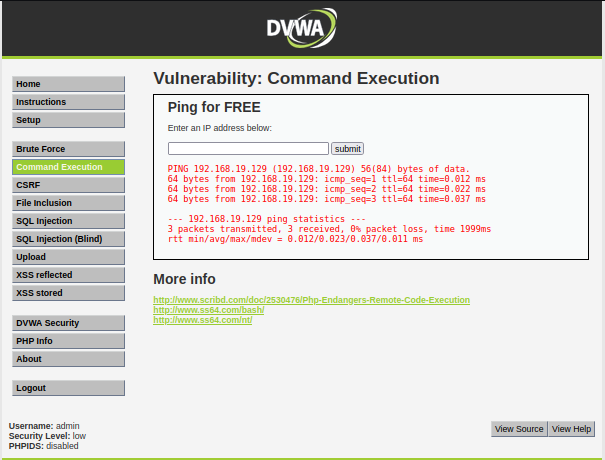 DVWA
Home
Instructions
Setup
Brute Force
Command Execution
CSRF
File Inclusion
SQL Injection
SQL Injection (Blind)
Upload
XSS reflected
XSS stored
DVWA Security
PHP Info
About
Logout
Vulnerability: Command Execution
Ping for FREE
Enter an IP address below:
submit
PING 192.168.19.129 (192.168.19.129) 56(84) bytes of data.
64 bytes from 192.168.19.129: icmp_seq=1 ttl=64 time=0.012 ms
64 bytes from 192.168.19.129: icmp_seq=2 ttl=64 time=0.022 ms
64 bytes from 192.168.19.129: icmp_seq=3 ttl=64 time=0.037 ms
--- 192.168.19.129 ping statistics ---
3 packets transmitted, 3 received, 0% packet loss, time 1999ms
rtt min/avg/max/mdev = 0.012/0.023/0.037/0.011 ms
More info
http://www.scribd.com/doc/2530476/Php-Endangers-Remote-Code-Execution
http://www.ss64.com/bash/
http://www.ss64.com/nt/
Username: admin
Security Level: low
PHPIDS: disabled
View Source
View Help